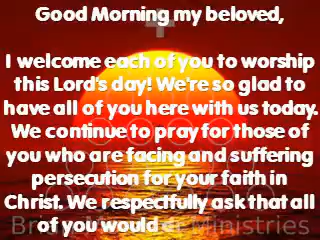 Good Morning my beloved,
I welcome each of you to worship
this Lord's day! We're so glad to
have all of you here with us today.
We continue to pray for those of
you who are facing and suffering
persecution for your faith in
Christ. We respectfully ask that all
of you would
Ministries